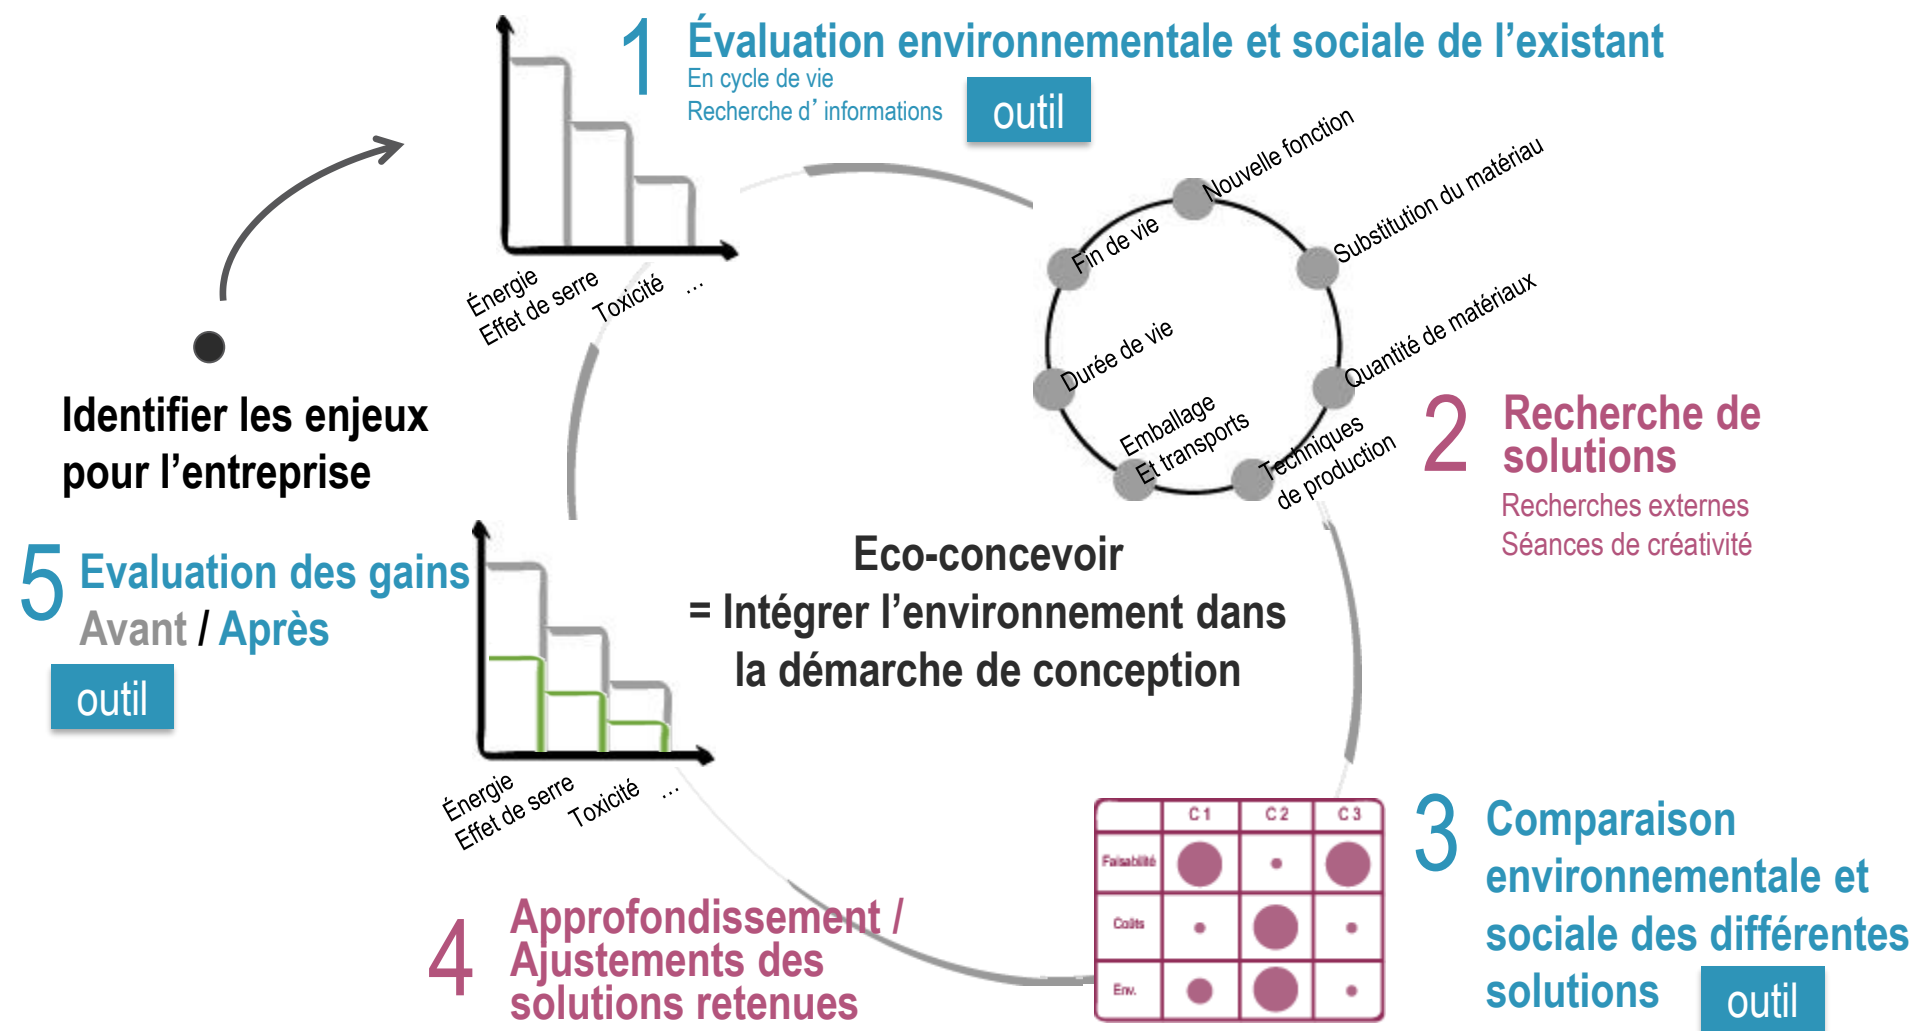 1
Évaluation environnementale et sociale de l’existant
En cycle de vie
Recherche d’ informations
outil
Énergie
Effet de serre
Toxicité
...
Nouvelle fonction
Substitution du matériau
Quantité de matériaux
Techniques
de production
Emballage
Et transports
Durée de vie
Fin de vie
Identifier les enjeux
pour l’entreprise
2
Recherche de
solutions
Recherches externes
Séances de créativité
Eco-concevoir
= Intégrer l’environnement dans
la démarche de conception
5
Evaluation des gains
Avant / Après
outil
Énergie
Effet de serre
Toxicité
...
3
Comparaison
environnementale et
sociale des différentes
solutions
outil
C 1 C 2 C 3
Faisabilité
Coûts
Env.
4
Approfondissement /
Ajustements des
solutions retenues